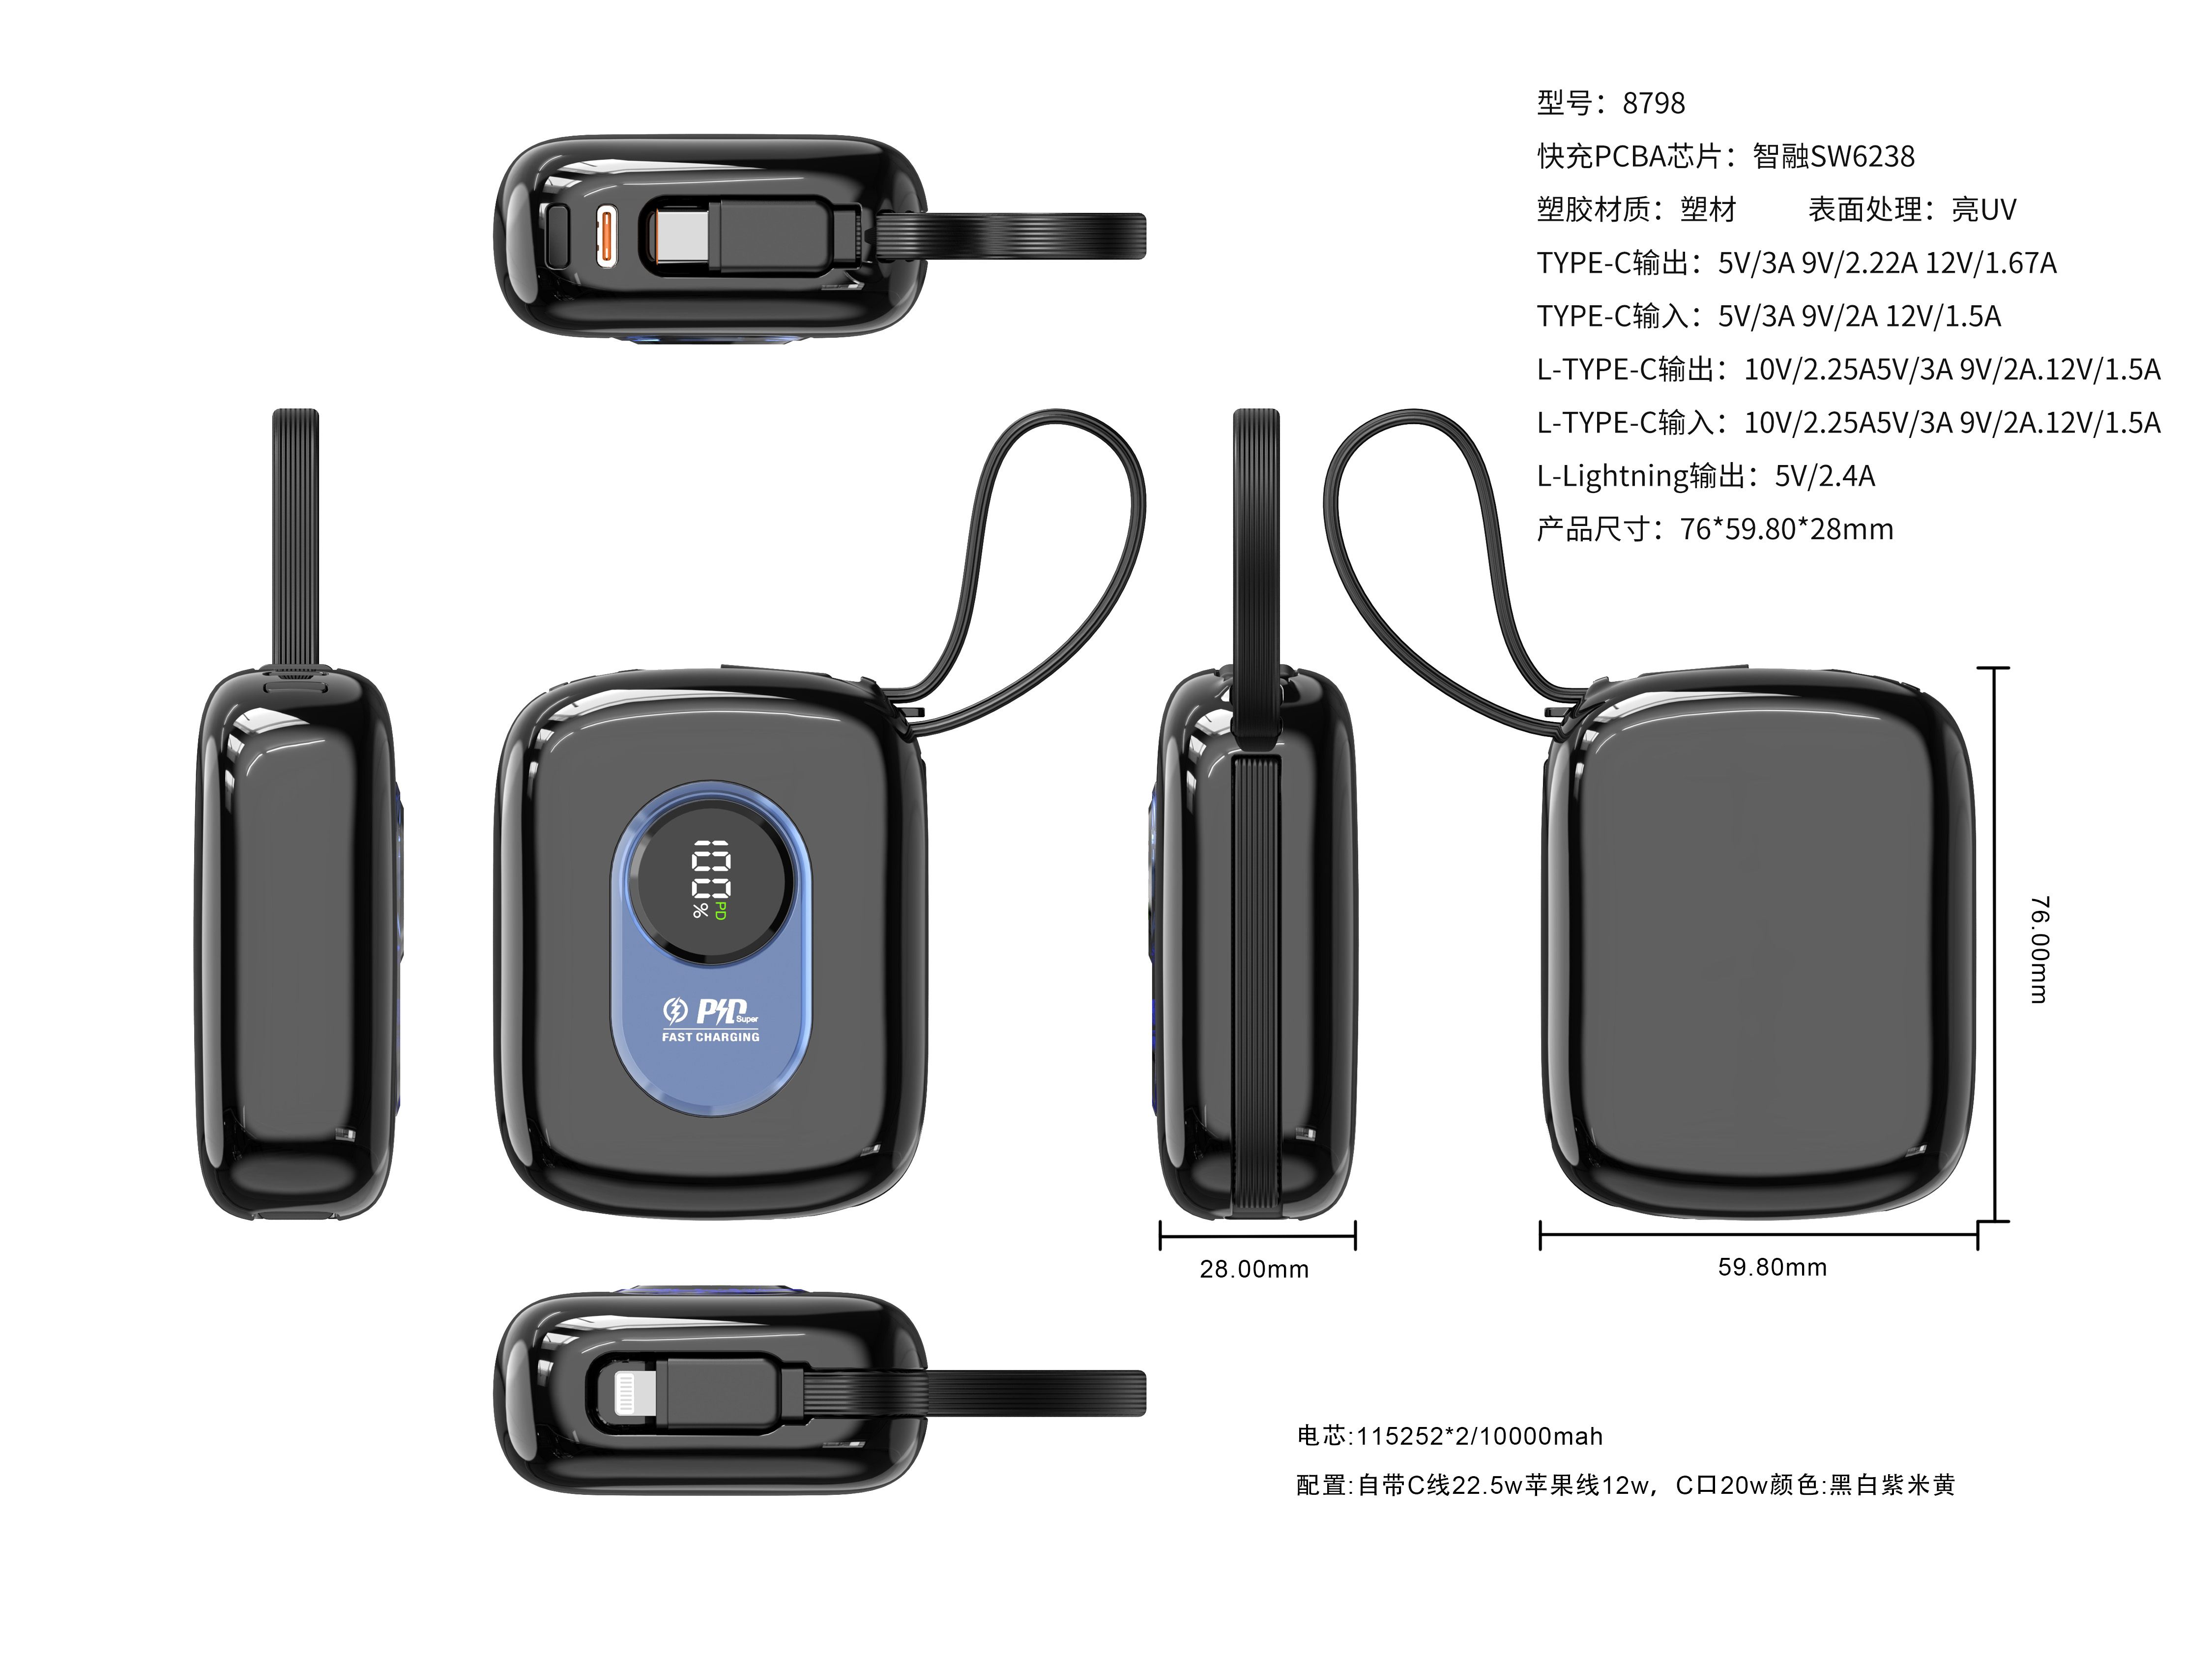 型号：8798
快充PCBA芯片：智融SW6238
塑胶材质：塑材 表面处理：亮UV
TYPE-C输出：5V/3A 9V/2.22A 12V/1.67A
TYPE-C输入：5V/3A 9V/2A 12V/1.5A
L-TYPE-C输出：10V/2.25A5V/3A 9V/2A.12V/1.5A
L-TYPE-C输入：10V/2.25A5V/3A 9V/2A.12V/1.5A
L-Lightning输出：5V/2.4A
产品尺寸：76*59.80*28mm
100
PD
%
PD Super
FAST CHARGING
76.00mm
28.00mm
59.80mm
电芯:115252*2/10000mah
配置:自带C线22.5w苹果线12w，C口20w颜色:黑白紫米黄